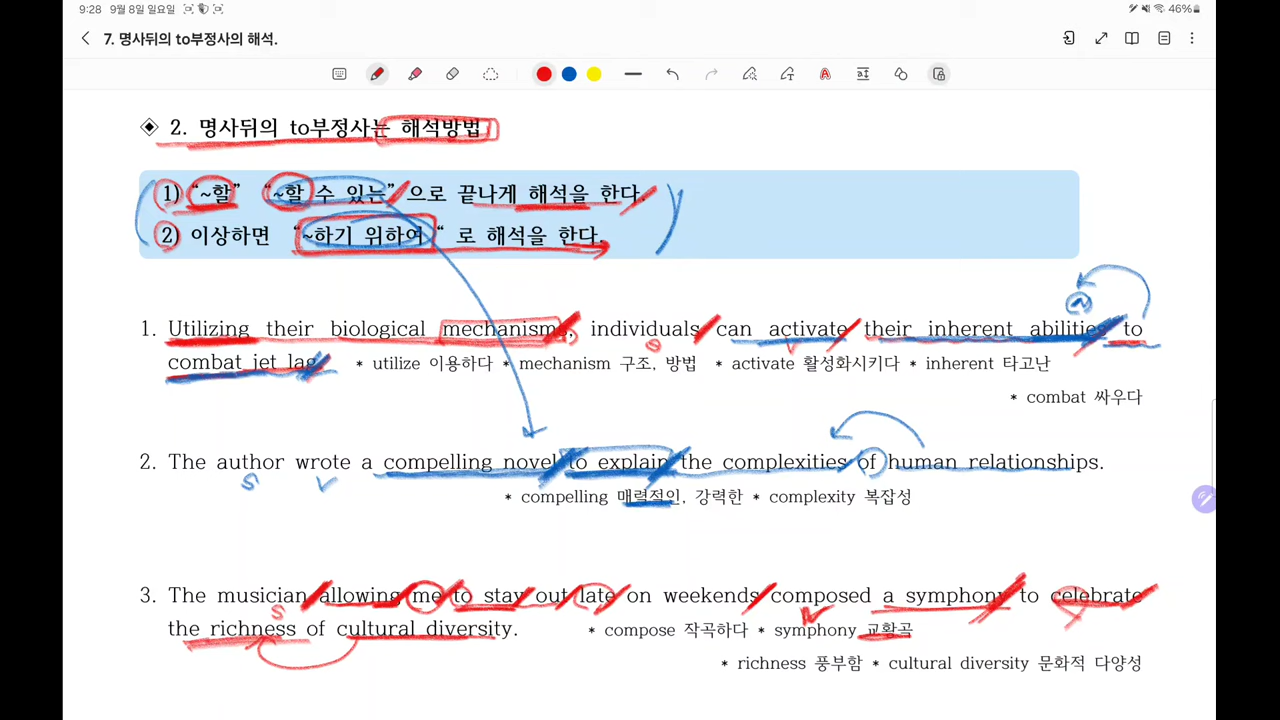 9:28 9월 8일 일요일 46%
7. 명사뒤의 to부정사의 해석.
◈ 2. 명사뒤의 to부정사는 해석방법
1) "~할" "~할 수 있는" 으로 끝나게 해석을 한다.
2) 이상하면 "~하기 위하여 " 로 해석을 한다.
1. Utilizing their biological mechanisms, individuals can activate their inherent abilities to
combat jet lag. * utilize 이용하다 * mechanism 구조, 방법 * activate 활성화시키다 * inherent 타고난
* combat 싸우다
2. The author wrote a compelling novel to explain the complexities of human relationships.
s v
* compelling 매력적인, 강력한 * complexity 복잡성
3. The musician allowing me to stay out late on weekends composed a symphony to celebrate
the richness of cultural diversity. * compose 작곡하다 * symphony 교향곡
* richness 풍부함 * cultural diversity 문화적 다양성